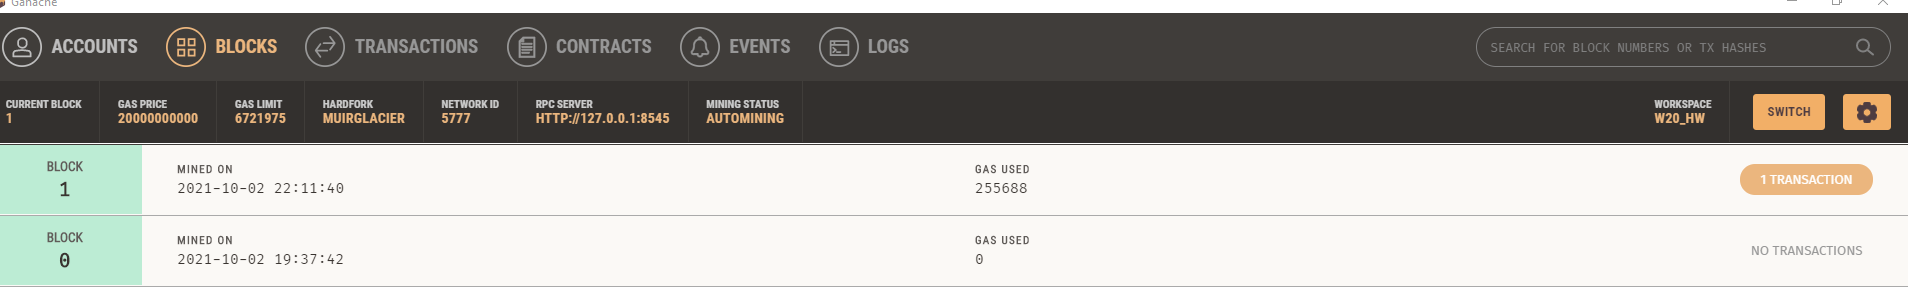 Ganache
ACCOUNTS BLOCKS TRANSACTIONS CONTRACTS EVENTS LOGS SEARCH FOR BLOCK NUMBERS OR TX HASHES
CURRENT BLOCK GAS PRICE GAS LIMIT HARDFORK NETWORK ID RPC SERVER MINING STATUS WORKSPACE
1 20000000000 6721975 MUIRGLACIER 5777 HTTP://127.0.0.1:8545 AUTOMINING W20_HW SWITCH
BLOCK MINED ON GAS USED
1 2021-10-02 22:11:40 255688 1 TRANSACTION
BLOCK MINED ON GAS USED
0 2021-10-02 19:37:42 0 NO TRANSACTIONS